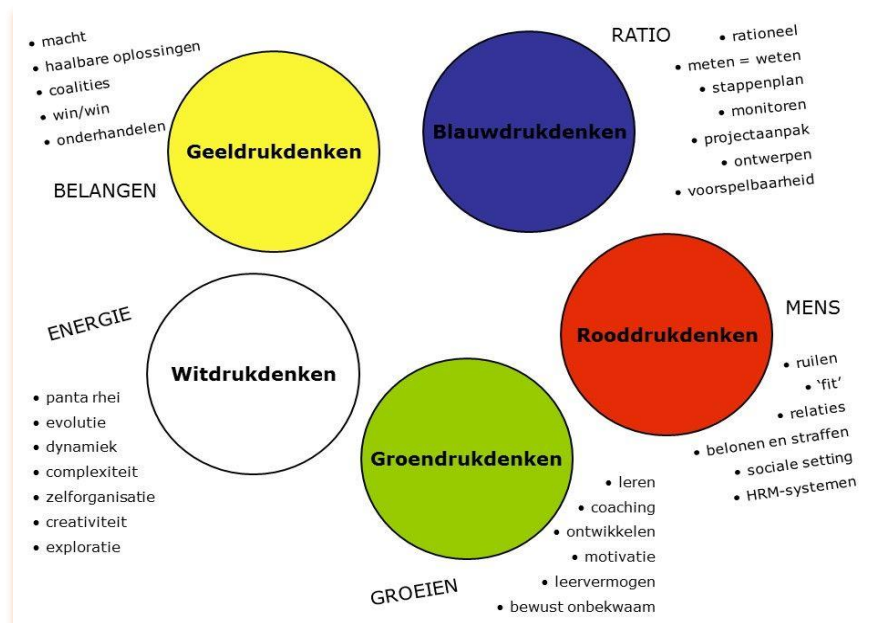 • macht
• haalbare oplossingen
• coalities
• win/win
• onderhandelen
BELANGEN
Geeldrukdenken
RATIO
• rationeel
• meten = weten
• stappenplan
• monitoren
• projectaanpak
• ontwerpen
• voorspelbaarheid
Blauwdrukdenken
MENS
Rooddrukdenken
• ruilen
• ‘fit’
• relaties
• belonen en straffen
• sociale setting
• HRM-systemen
ENERGIE
Witdrukdenken
• panta rhei
• evolutie
• dynamiek
• complexiteit
• zelforganisatie
• creativiteit
• exploratie
Groendrukdenken
• leren
• coaching
• ontwikkelen
• motivatie
• leervermogen
• bewust onbekwaam
GROEIEN